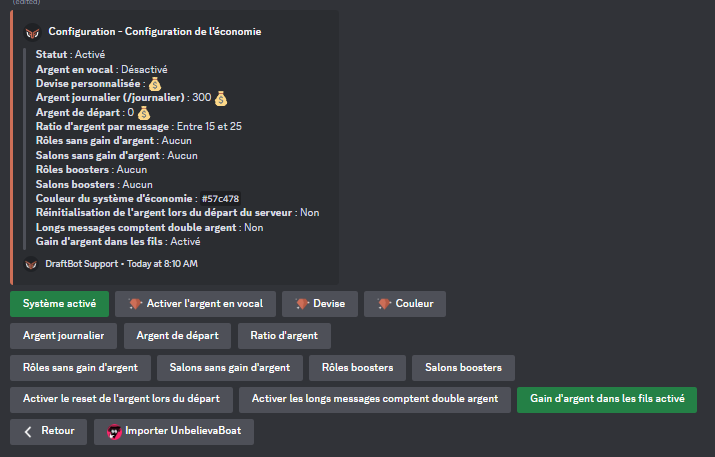 (edited)
Configuration - Configuration de l'économie
Statut : Activé
Argent en vocal : Désactivé
Devise personnalisée :
Argent journalier (/journalier) : 300
Argent de départ : 0
Ratio d'argent par message : Entre 15 et 25
Rôles sans gain d'argent : Aucun
Salons sans gain d'argent : Aucun
Rôles boosters : Aucun
Salons boosters : Aucun
Couleur du système d'économie : #57c478
Réinitialisation de l'argent lors du départ du serveur : Non
Longs messages comptent double argent : Non
Gain d'argent dans les fils : Activé
DraftBot Support • Today at 8:10 AM
Système activé Activer l'argent en vocal Devise Couleur
Argent journalier Argent de départ Ratio d'argent
Rôles sans gain d'argent Salons sans gain d'argent Rôles boosters Salons boosters
Activer le reset de l'argent lors du départ Activer les longs messages comptent double argent Gain d'argent dans les fils activé
Retour Importer UnbelievaBoat